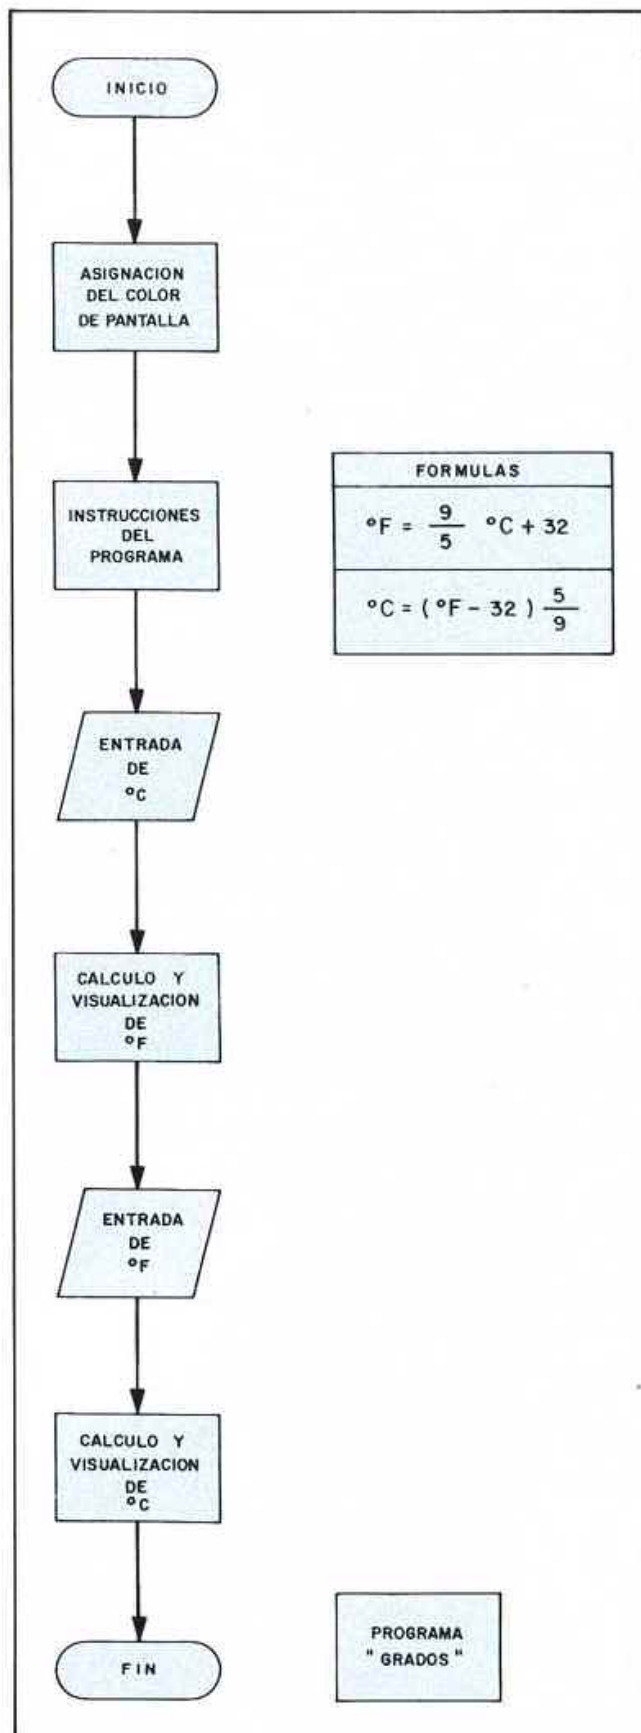 INICIO
ASIGNACION
DEL COLOR
DE PANTALLA
INSTRUCCIONES
DEL
PROGRAMA
FORMULAS
°F = 9/5 °C + 32
°C = (°F - 32) 5/9
ENTRADA
DE
°C
CALCULO Y
VISUALIZACION
DE
°F
ENTRADA
DE
°F
CALCULO Y
VISUALIZACION
DE
°C
FIN
PROGRAMA
"GRADOS"